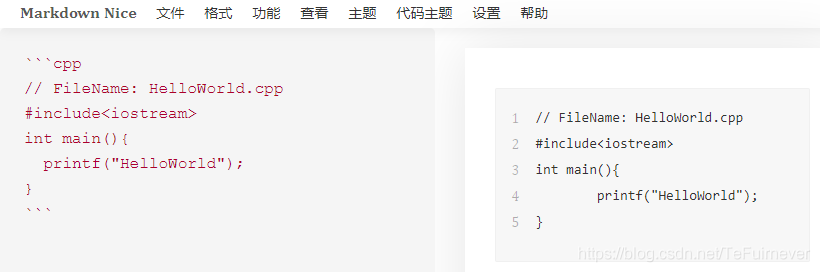 Markdown Nice 文件 格式 功能 查看 主题 代码主题 设置 帮助
```cpp
// FileName: HelloWorld.cpp
#include<iostream>
int main(){
  printf("HelloWorld");
}
```
1 // FileName: HelloWorld.cpp
2 #include<iostream>
3 int main(){
4         printf("HelloWorld");
5 }
https://blog.csdn.net/TeFuirnever